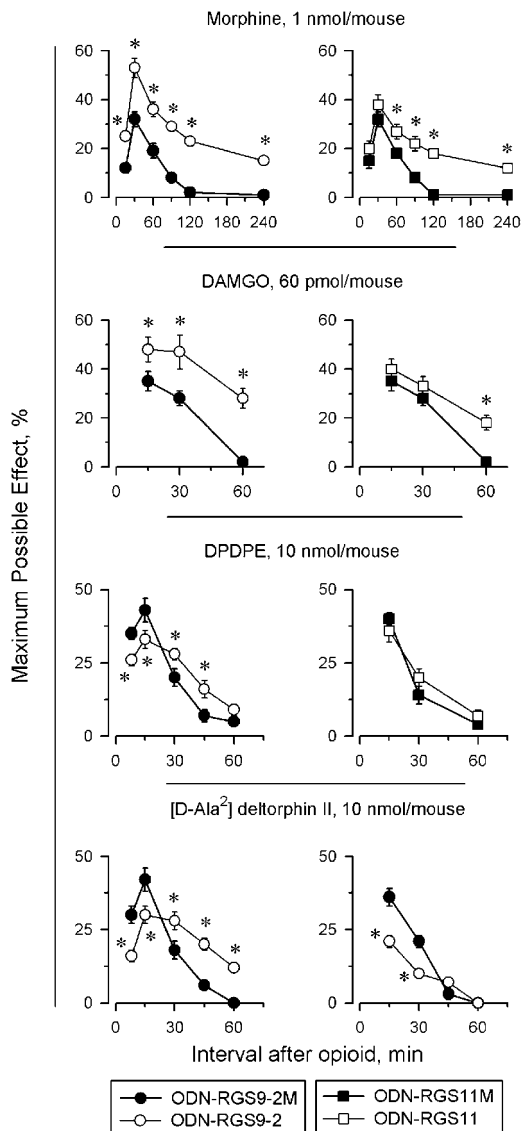 Morphine, 1 nmol/mouse
60
40
20
0
* * * * * *
0 60 120 180 240
60
40
20
0
* * * *
0 60 120 180 240
DAMGO, 60 pmol/mouse
60
40
20
0
* * *
0 30 60
60
40
20
0
*
0 30 60
DPDPE, 10 nmol/mouse
50
25
0
* * * *
0 30 60
50
25
0
0 30 60
[D-Ala²] deltorphin II, 10 nmol/mouse
50
25
0
* * * * *
0 30 60
50
25
0
* *
0 30 60
Maximum Possible Effect, %
Interval after opioid, min
ODN-RGS9-2M
ODN-RGS9-2
ODN-RGS11M
ODN-RGS11